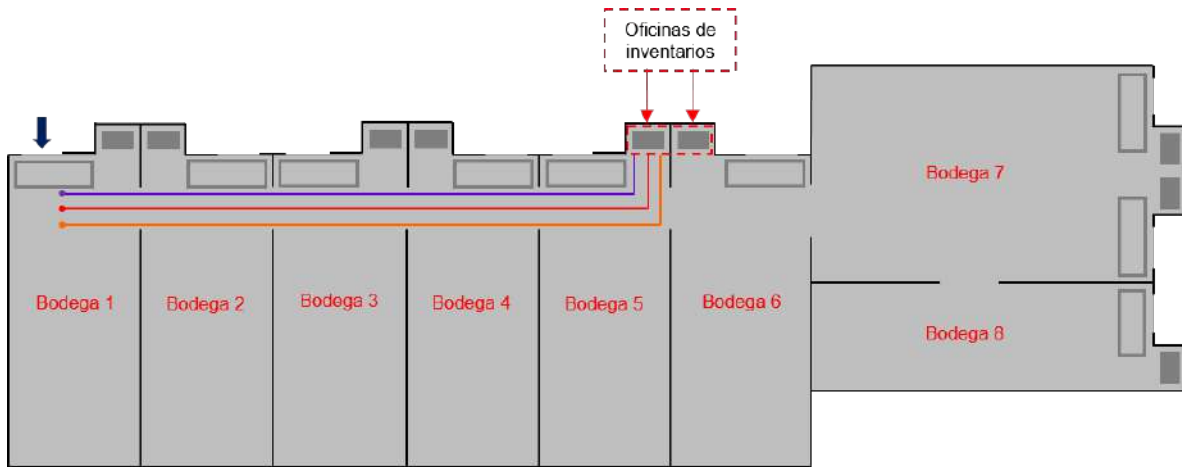 Oficinas de
inventarios
Bodega 7
Bodega 1
Bodega 2
Bodega 3
Bodega 4
Bodega 5
Bodega 6
Bodega 8